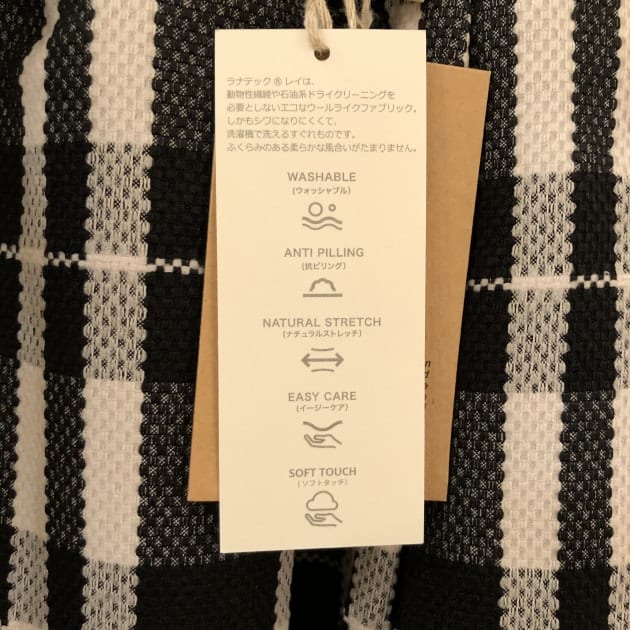 ラナテック®レイは、
動物性繊維や石油系ドライクリーニングを
必要としないエコなウールライクファブリック。
しかもシワになりにくくて、
洗濯機で洗えるすぐれものです。
ふくらみのある柔らかな風合いがたまりません。
WASHABLE
(ウォッシャブル)
ANTI PILLING
(抗ピリング)
NATURAL STRETCH
(ナチュラルストレッチ)
EASY CARE
(イージーケア)
SOFT TOUCH
(ソフトタッチ)